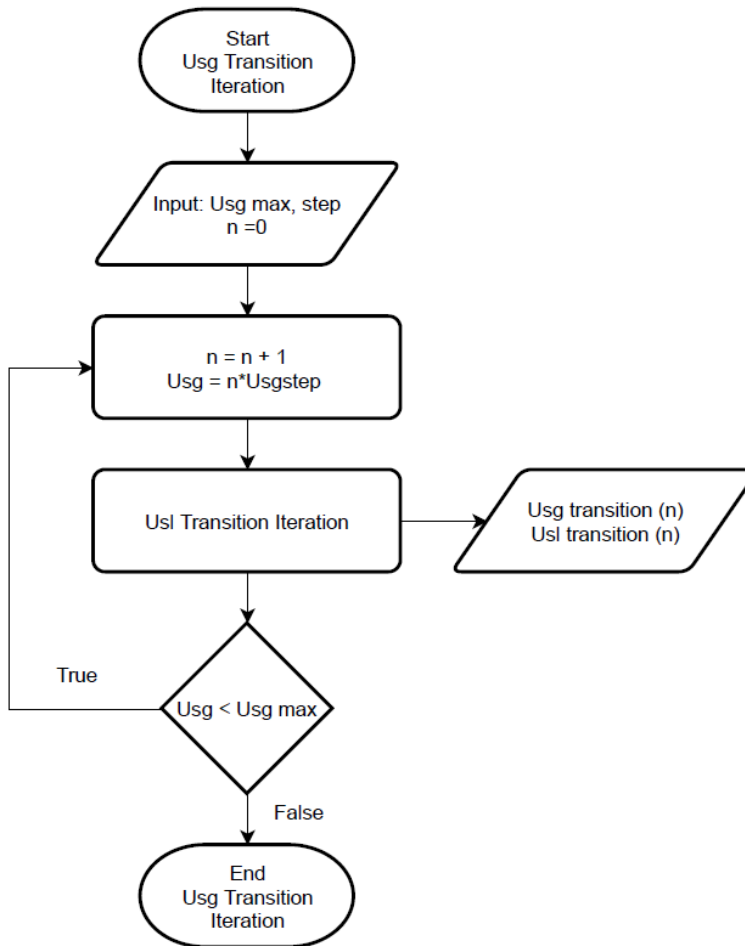 Start
Usg Transition
Iteration
Input: Usg max, step
n =0
n = n + 1
Usg = n*Usgstep
Usl Transition Iteration
Usg transition (n)
Usl transition (n)
True
Usg < Usg max
False
End
Usg Transition
Iteration